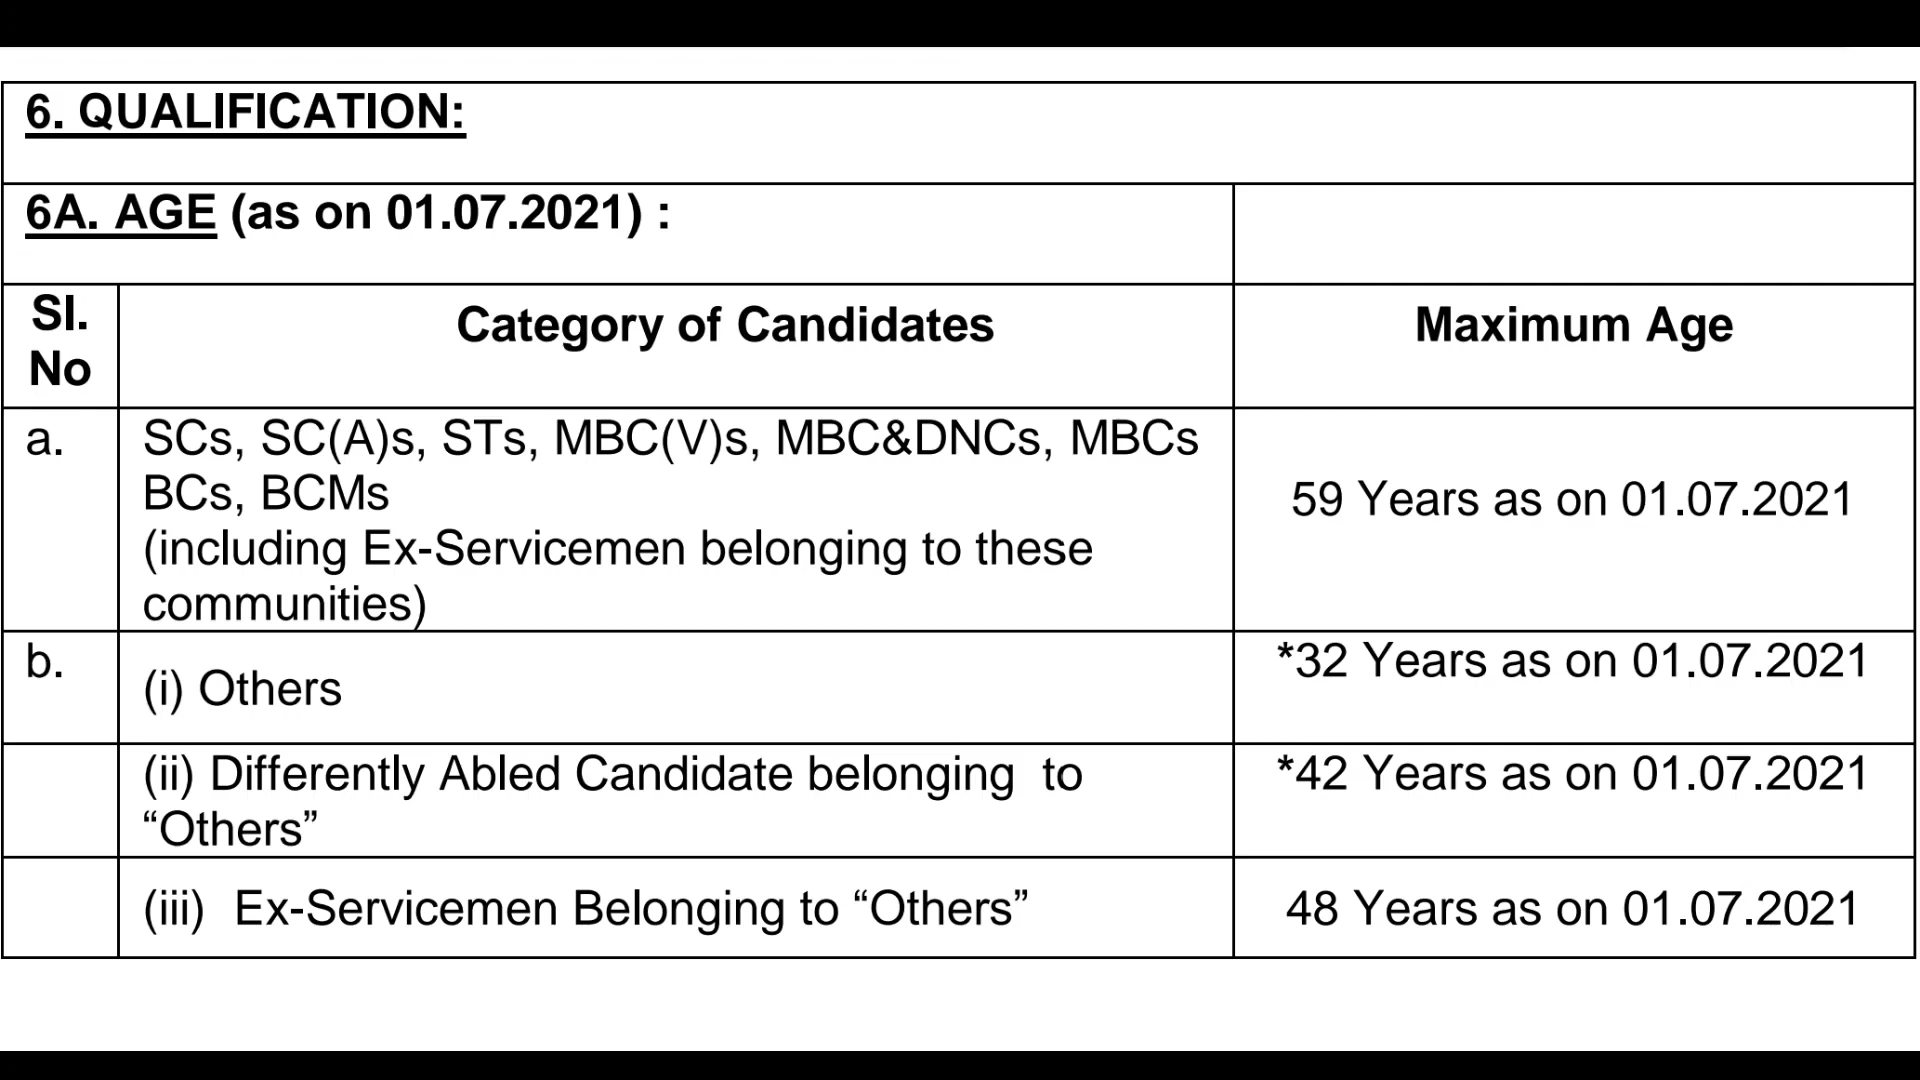 6. QUALIFICATION:
6A. AGE (as on 01.07.2021) :
Sl.
No
Category of Candidates
Maximum Age
a.
SCs, SC(A)s, STs, MBC(V)s, MBC&DNCs, MBCs
BCs, BCMs
(including Ex-Servicemen belonging to these
communities)
59 Years as on 01.07.2021
b.
(i) Others
*32 Years as on 01.07.2021
(ii) Differently Abled Candidate belonging  to
“Others”
*42 Years as on 01.07.2021
(iii)  Ex-Servicemen Belonging to “Others”
48 Years as on 01.07.2021